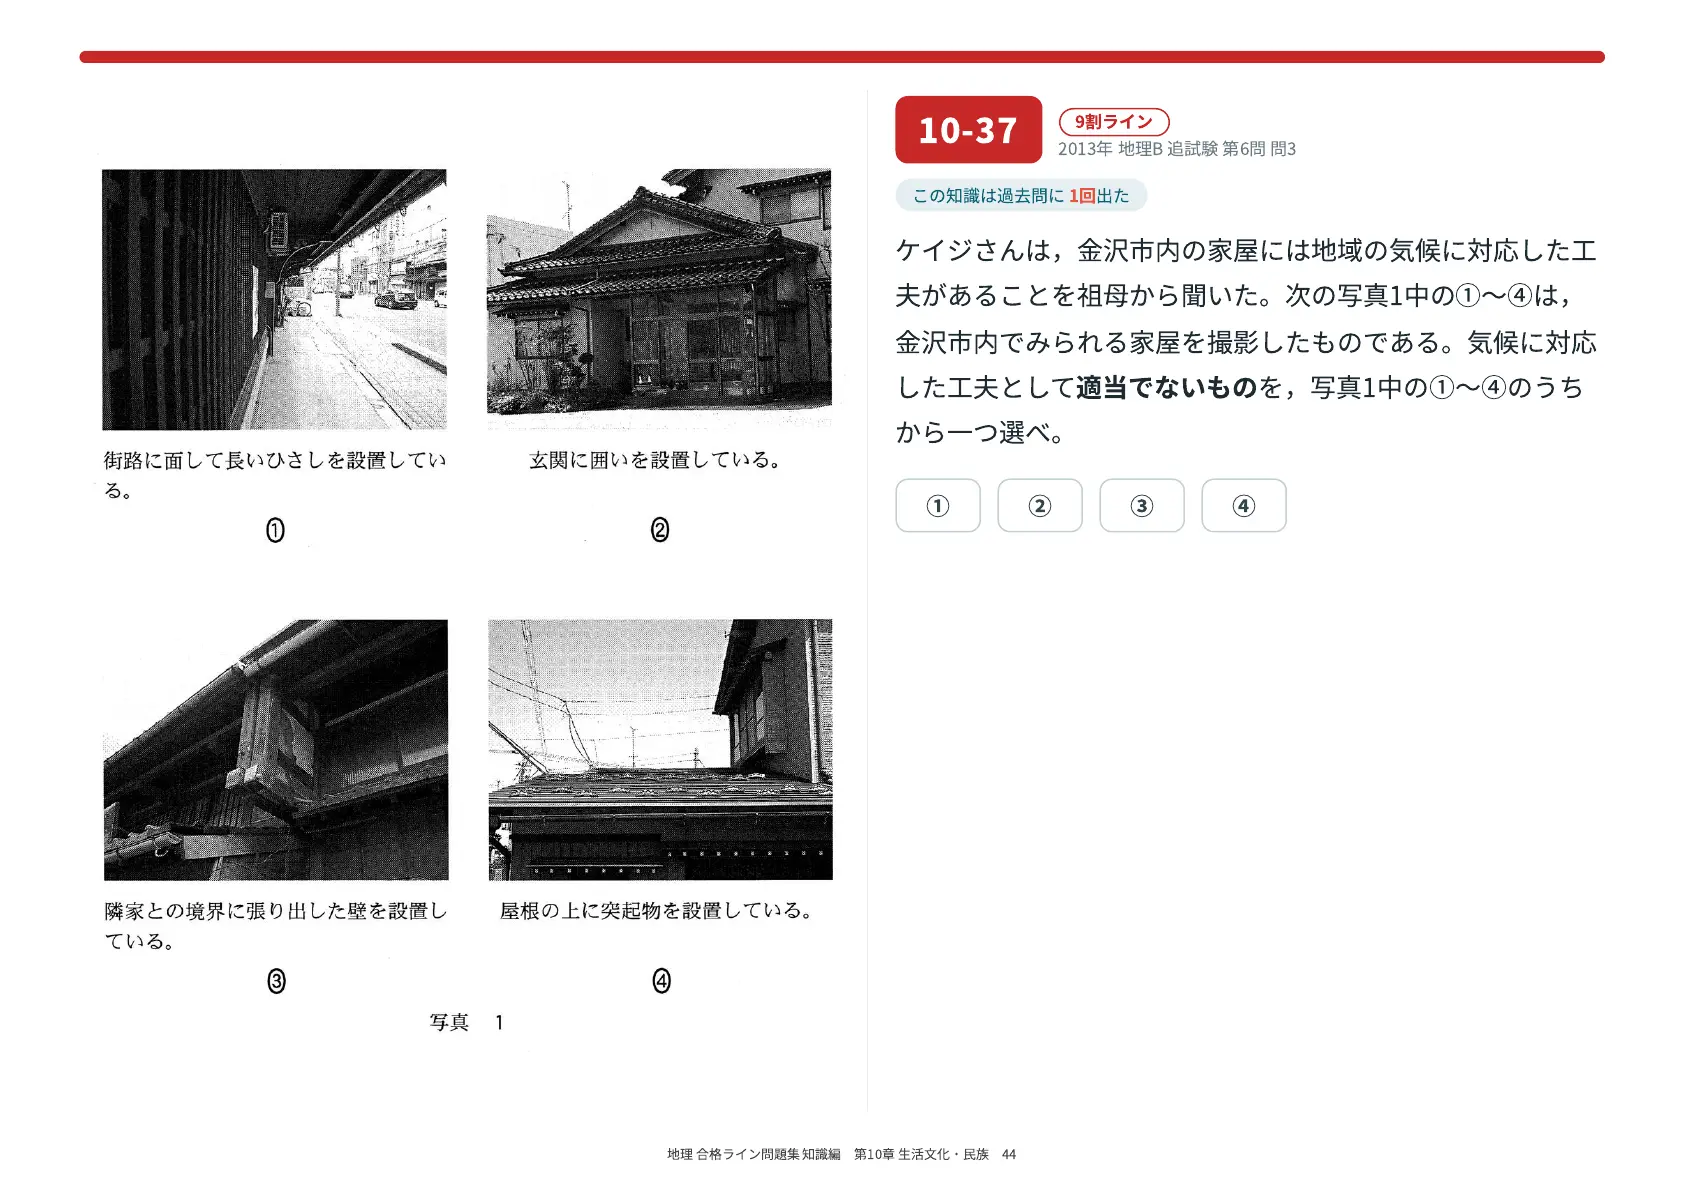 街路に面して長いひさしを設置してい
る。
①
玄関に囲いを設置している。
②
隣家との境界に張り出した壁を設置し
ている。
③
屋根の上に突起物を設置している。
④
写真 1
10-37
9割ライン
2013年 地理B 追試験 第6問 問3
この知識は過去問に 1回出た
ケイジさんは，金沢市内の家屋には地域の気候に対応した工
夫があることを祖母から聞いた。次の写真1中の①～④は，
金沢市内でみられる家屋を撮影したものである。気候に対応
した工夫として適当でないものを，写真1中の①～④のうち
から一つ選べ。
① ② ③ ④
地理 合格ライン問題集 知識編 第10章 生活文化・民族 44